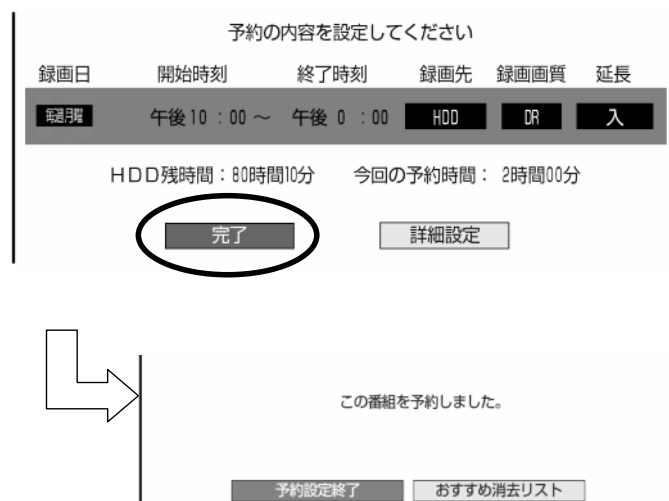 予約の内容を設定してください
録画日 開始時刻 終了時刻 録画先 録画画質 延長
毎週月曜 午後10:00～ 午後 0:00 HDD DR 入
HDD残時間：80時間10分 今回の予約時間： 2時間00分
完了 詳細設定
この番組を予約しました。
予約設定終了 おすすめ消去リスト